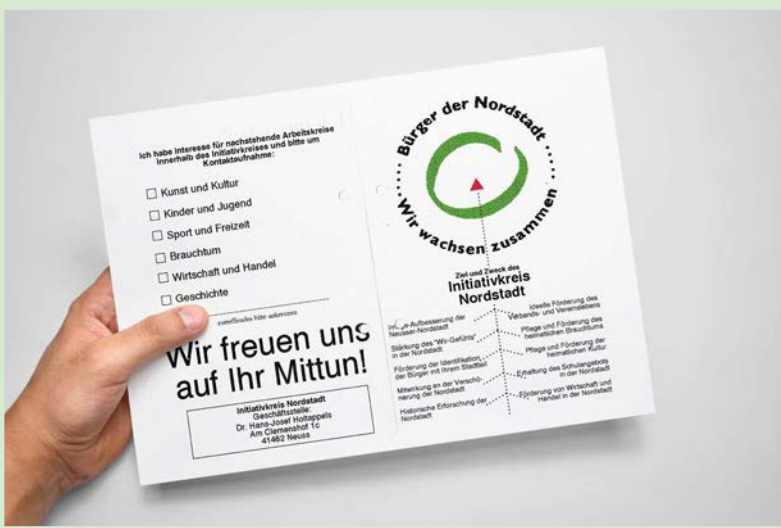 Ich habe Interesse für nachstehende Arbeitskreise
innerhalb des Initiativkreises und bitte um
Kontaktaufnahme:
Kunst und Kultur
Kinder und Jugend
Sport und Freizeit
Brauchtum
Wirtschaft und Handel
Geschichte
zutreffendes bitte ankreuzen
Wir freuen uns
auf Ihr Mittun!
Initiativkreis Nordstadt
Geschäftsstelle:
Dr. Hans-Josef Holtappels
Am Clemenshof 1c
41462 Neuss
Bürger der Nordstadt
Wir wachsen zusammen
Ziel und Zweck des
Initiativkreis
Nordstadt
-Aufbesserung der
Neusser-Nordstadt
Stärkung des "Wir-Gefühls"
in der Nordstadt
Förderung der Identifikation
der Bürger mit Ihrem Stadtteil
Mitwirkung an der Verschö-
nerung der Nordstadt
Historische Erforschung der
Nordstadt
Ideelle Förderung des
Verbands- und Vereinslebens
Pflege und Förderung des
heimatlichen Brauchtums
Pflege und Förderung der
heimatlichen Kultur
Erhaltung des Schulangebots
in der Nordstadt
Förderung von Wirtschaft und
Handel in der Nordstadt